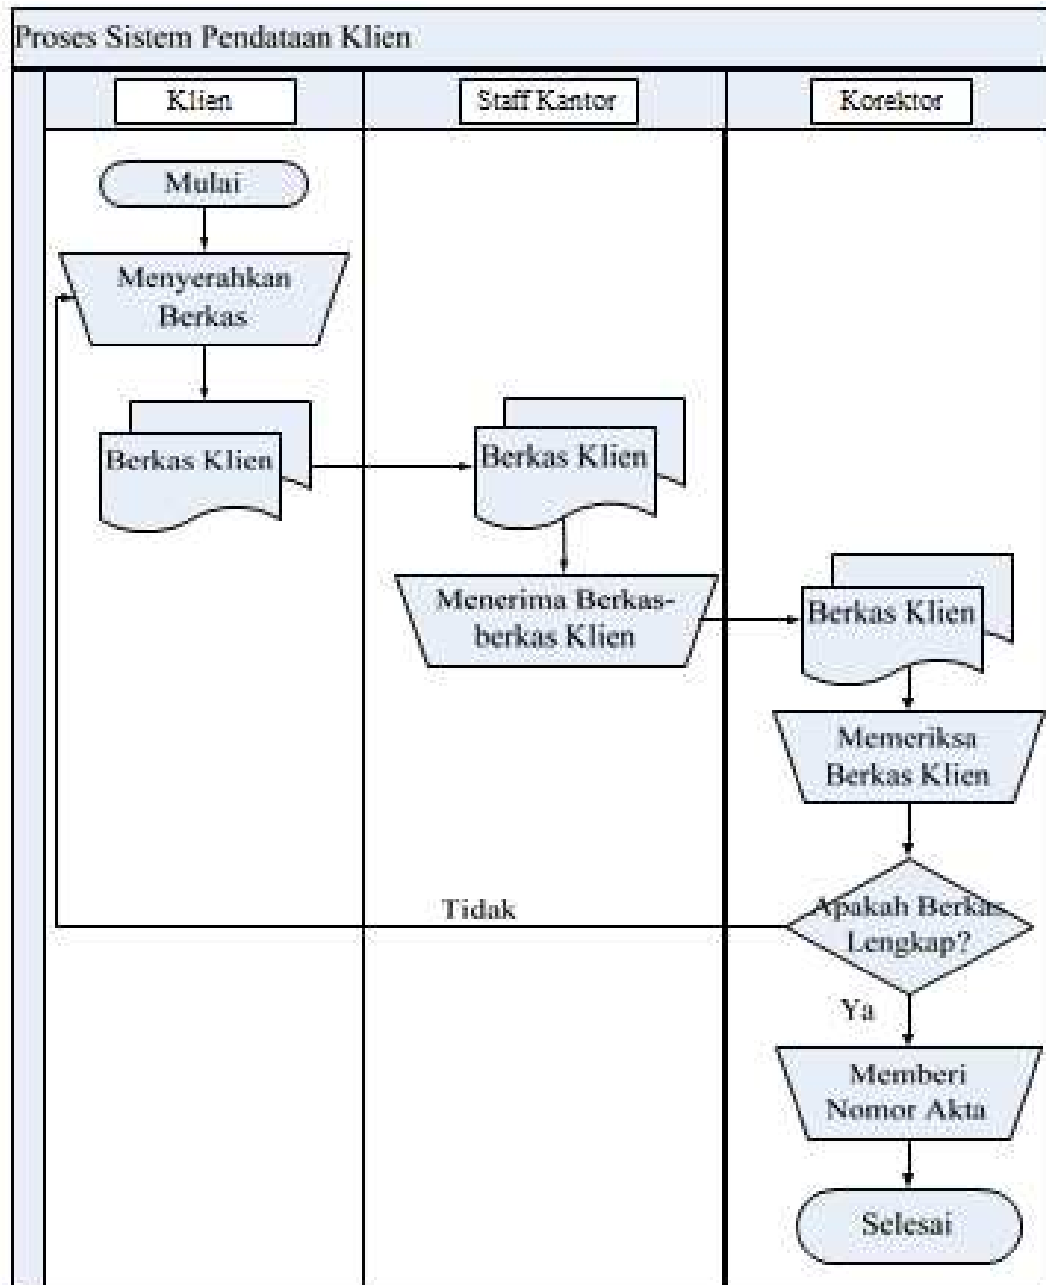 Proses Sistem Pendataan Klien
Klien
Staff Kantor
Korektor
Mulai
Menyerahkan
Berkas
Berkas Klien
Berkas Klien
Menerima Berkas-
berkas Klien
Berkas Klien
Memeriksa
Berkas Klien
Apakah Berkas
Lengkap?
Tidak
Ya
Memberi
Nomor Akta
Selesai